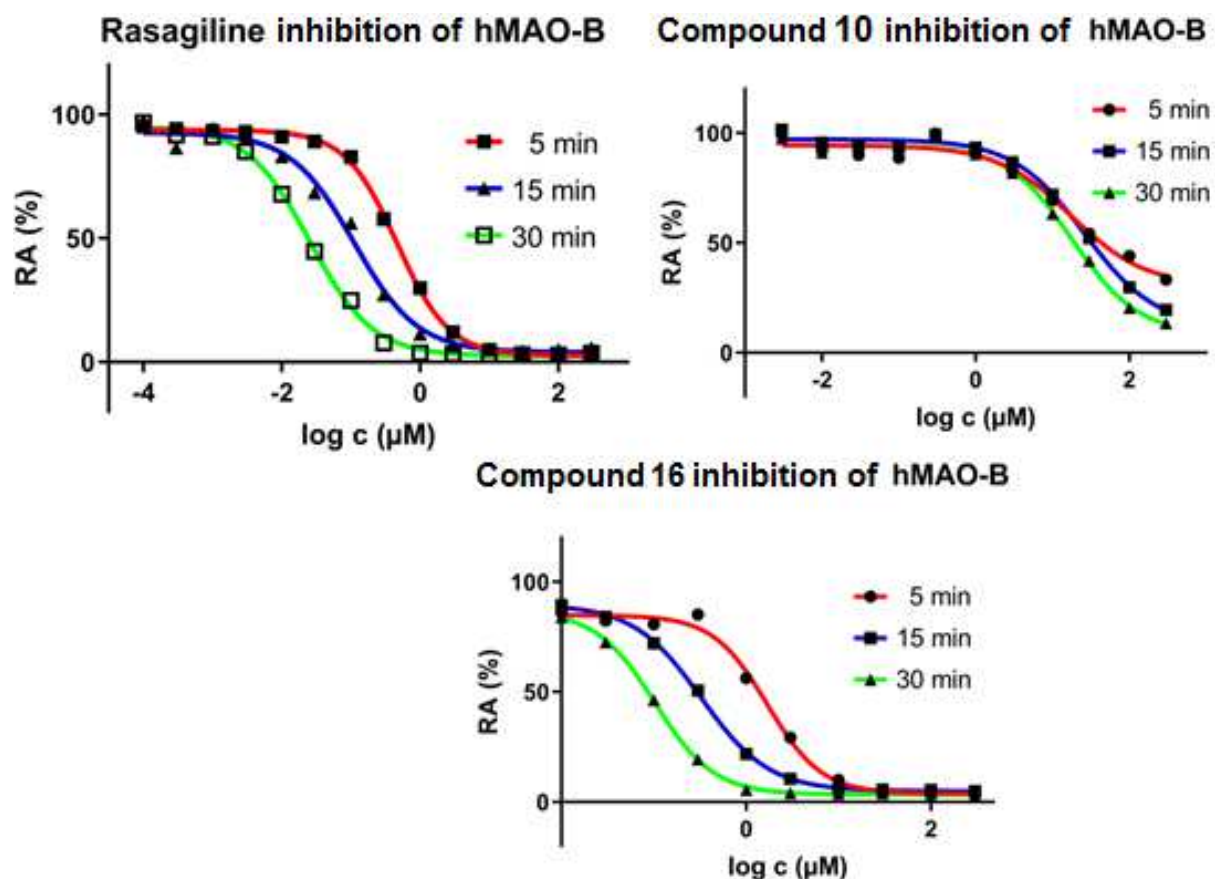 Rasagiline inhibition of hMAO-B
100
50
0
RA (%)
-4 -2 0 2
log c (μM)
5 min
15 min
30 min
Compound 10 inhibition of hMAO-B
100
50
0
RA (%)
-2 0 2
log c (μM)
5 min
15 min
30 min
Compound 16 inhibition of hMAO-B
100
50
0
RA (%)
0 2
log c (μM)
5 min
15 min
30 min